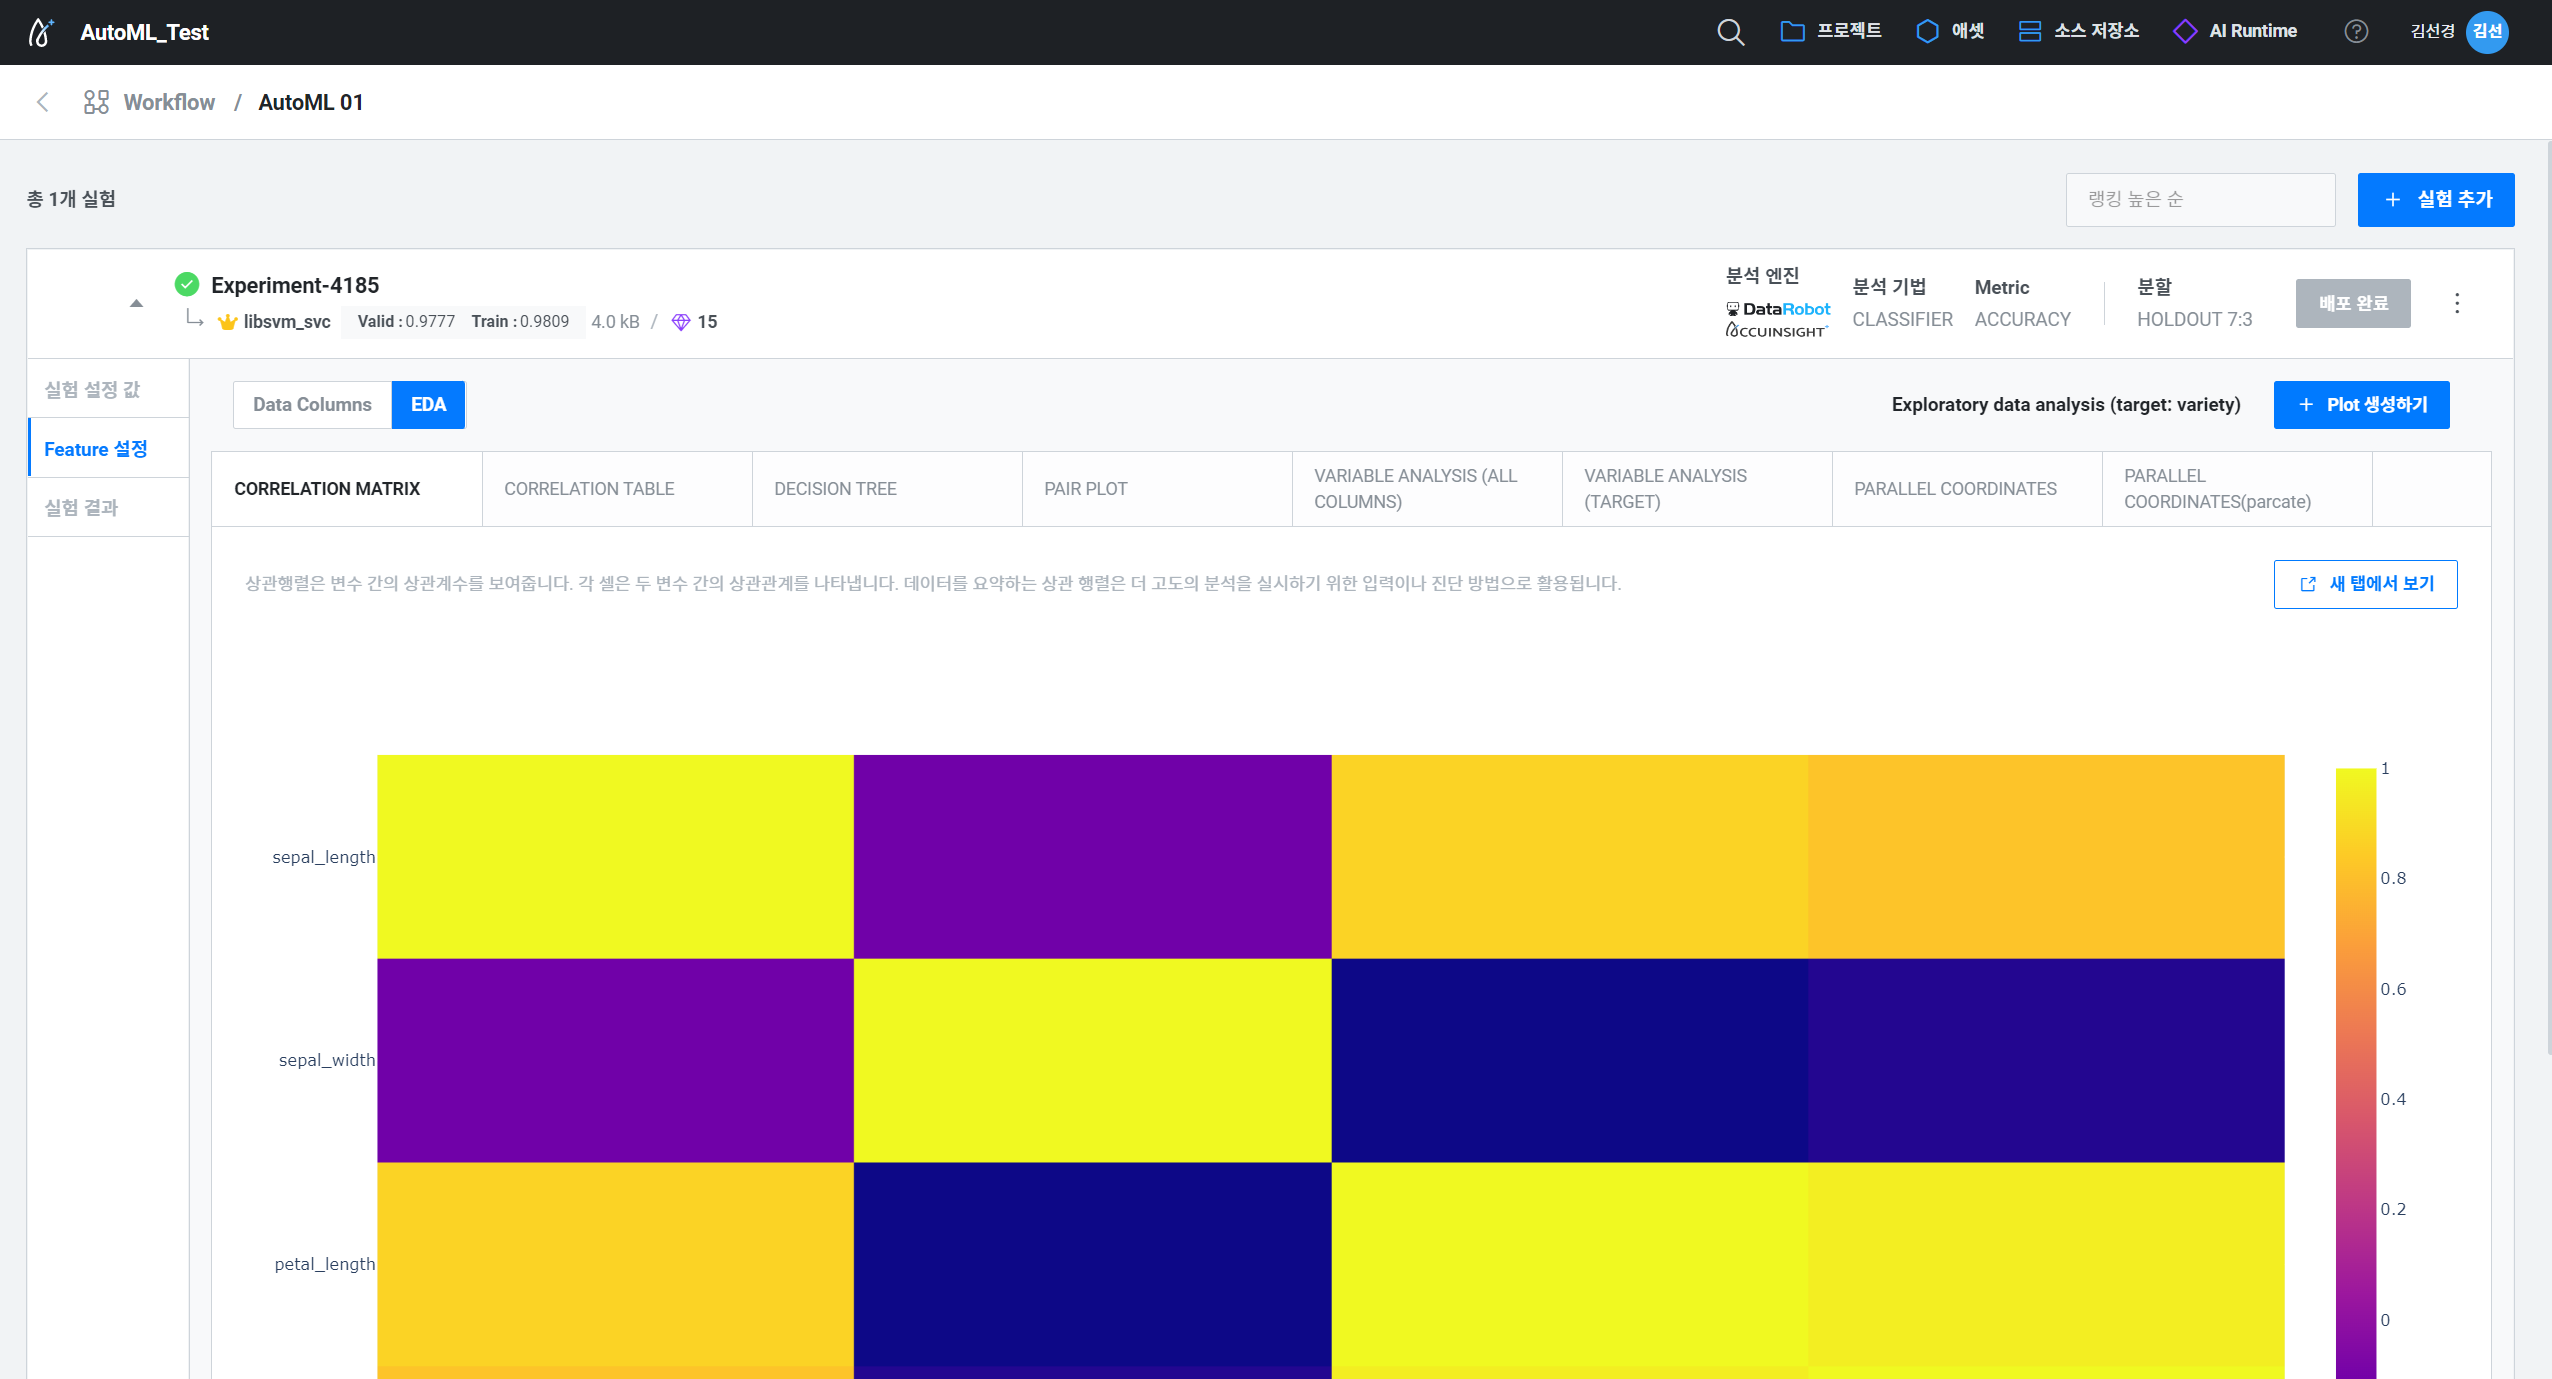 AutoML_Test
프로젝트
애셋
소스 저장소
AI Runtime
김선경
김선
Workflow / AutoML 01
총 1개 실험
랭킹 높은 순
+ 실험 추가
Experiment-4185
libsvm_svc Valid : 0.9777 Train : 0.9809 4.0 kB / 15
분석 엔진
DataRobot
ACCUINSIGHT+
분석 기법
CLASSIFIER
Metric
ACCURACY
분할
HOLDOUT 7:3
배포 완료
실험 설정 값
Feature 설정
실험 결과
Data Columns
EDA
Exploratory data analysis (target: variety)
+ Plot 생성하기
CORRELATION MATRIX
CORRELATION TABLE
DECISION TREE
PAIR PLOT
VARIABLE ANALYSIS (ALL
COLUMNS)
VARIABLE ANALYSIS
(TARGET)
PARALLEL COORDINATES
PARALLEL
COORDINATES(parcate)
상관행렬은 변수 간의 상관계수를 보여줍니다. 각 셀은 두 변수 간의 상관관계를 나타냅니다. 데이터를 요약하는 상관 행렬은 더 고도의 분석을 실시하기 위한 입력이나 진단 방법으로 활용됩니다.
새 탭에서 보기
sepal_length
sepal_width
petal_length
1
0.8
0.6
0.4
0.2
0